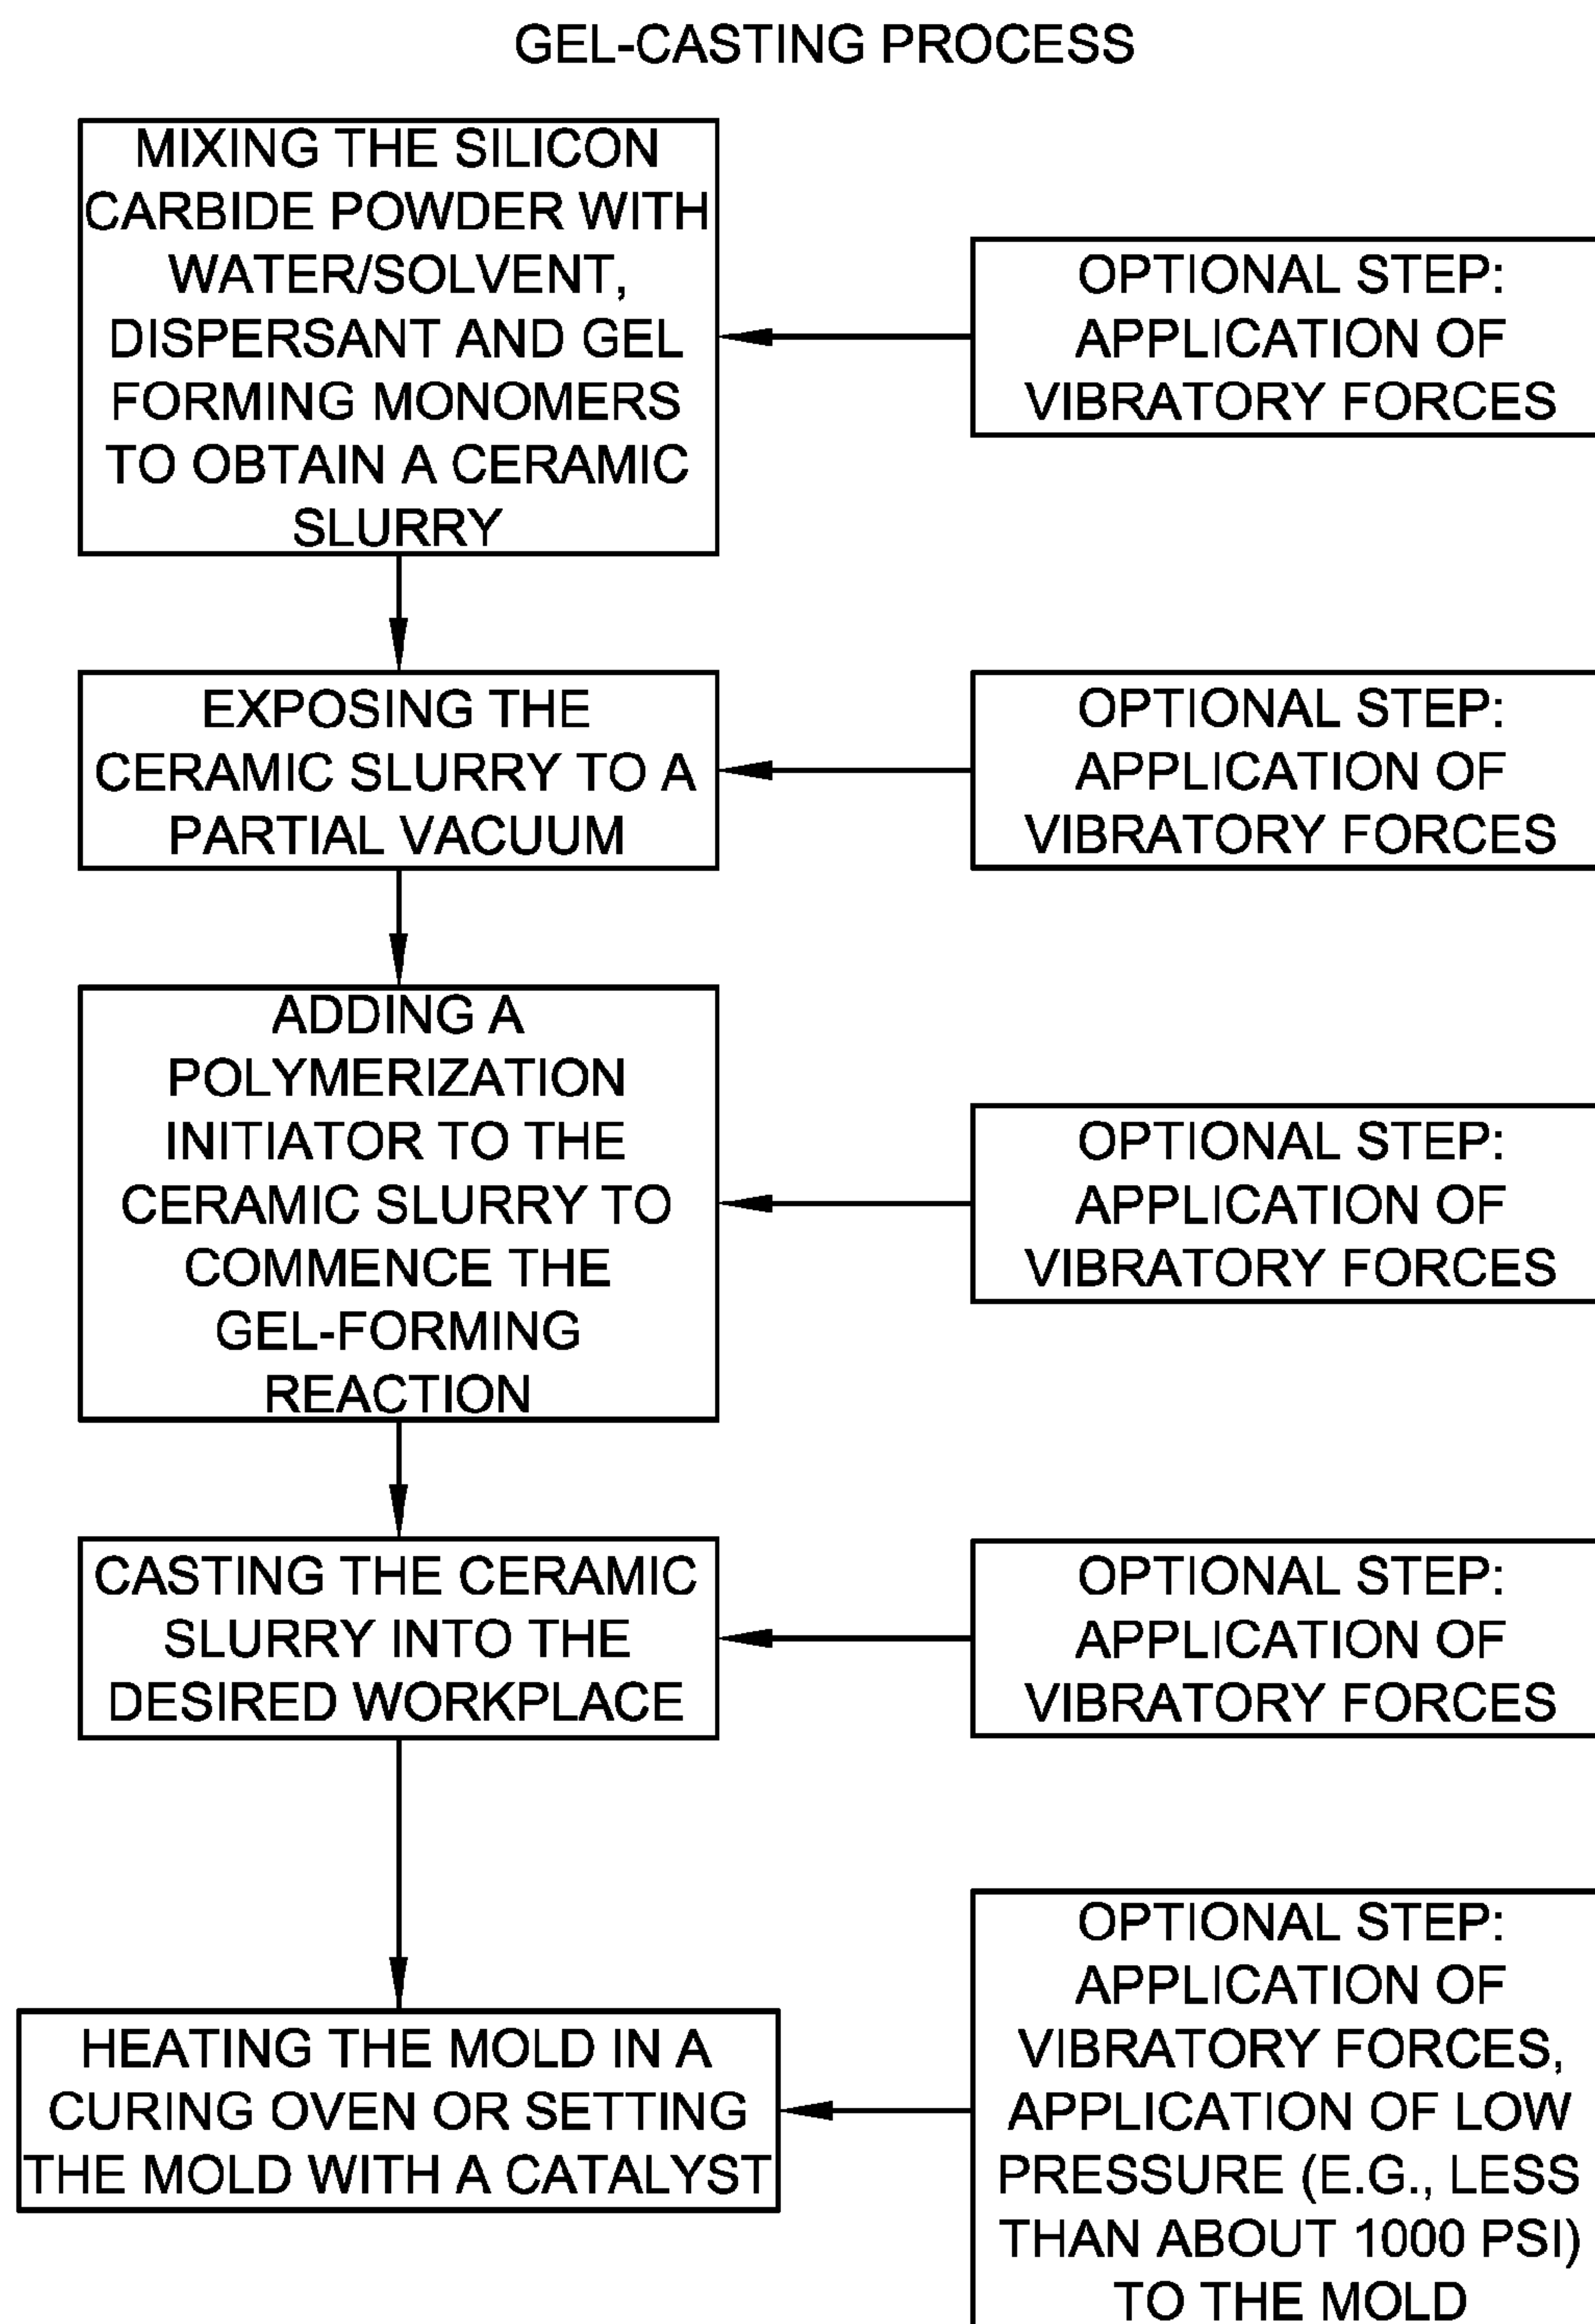 GEL-CASTING PROCESS
MIXING THE SILICON
CARBIDE POWDER WITH
WATER/SOLVENT,
DISPERSANT AND GEL
FORMING MONOMERS
TO OBTAIN A CERAMIC
SLURRY
OPTIONAL STEP:
APPLICATION OF
VIBRATORY FORCES
EXPOSING THE
CERAMIC SLURRY TO A
PARTIAL VACUUM
OPTIONAL STEP:
APPLICATION OF
VIBRATORY FORCES
ADDING A
POLYMERIZATION
INITIATOR TO THE
CERAMIC SLURRY TO
COMMENCE THE
GEL-FORMING
REACTION
OPTIONAL STEP:
APPLICATION OF
VIBRATORY FORCES
CASTING THE CERAMIC
SLURRY INTO THE
DESIRED WORKPLACE
OPTIONAL STEP:
APPLICATION OF
VIBRATORY FORCES
HEATING THE MOLD IN A
CURING OVEN OR SETTING
THE MOLD WITH A CATALYST
OPTIONAL STEP:
APPLICATION OF
VIBRATORY FORCES,
APPLICATION OF LOW
PRESSURE (E.G., LESS
THAN ABOUT 1000 PSI)
TO THE MOLD